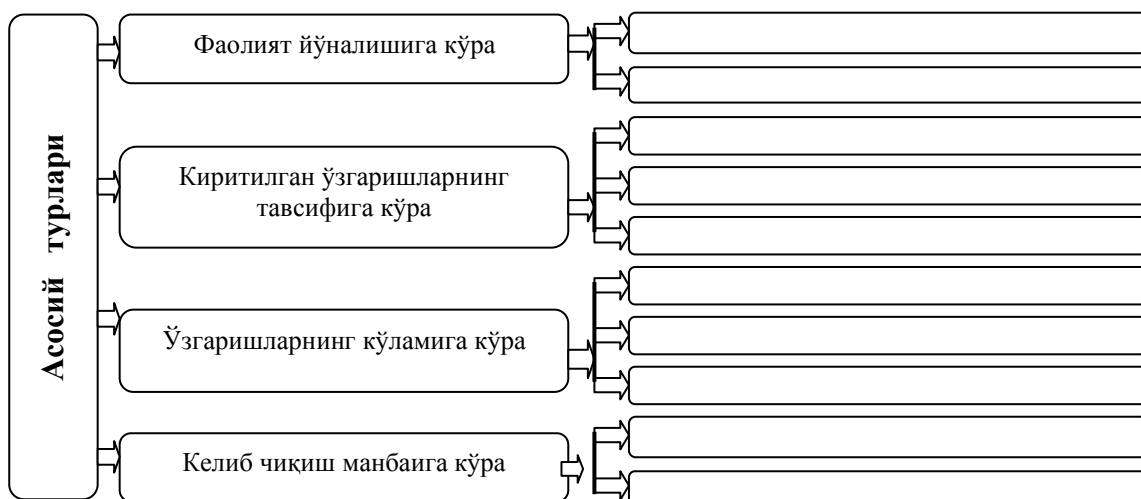 Асосий турлари
Фаолият йўналишига кўра
Киритилган ўзгаришларнинг
тавсифига кўра
Ўзгаришларнинг кўламига кўра
Келиб чиқиш манбаига кўра